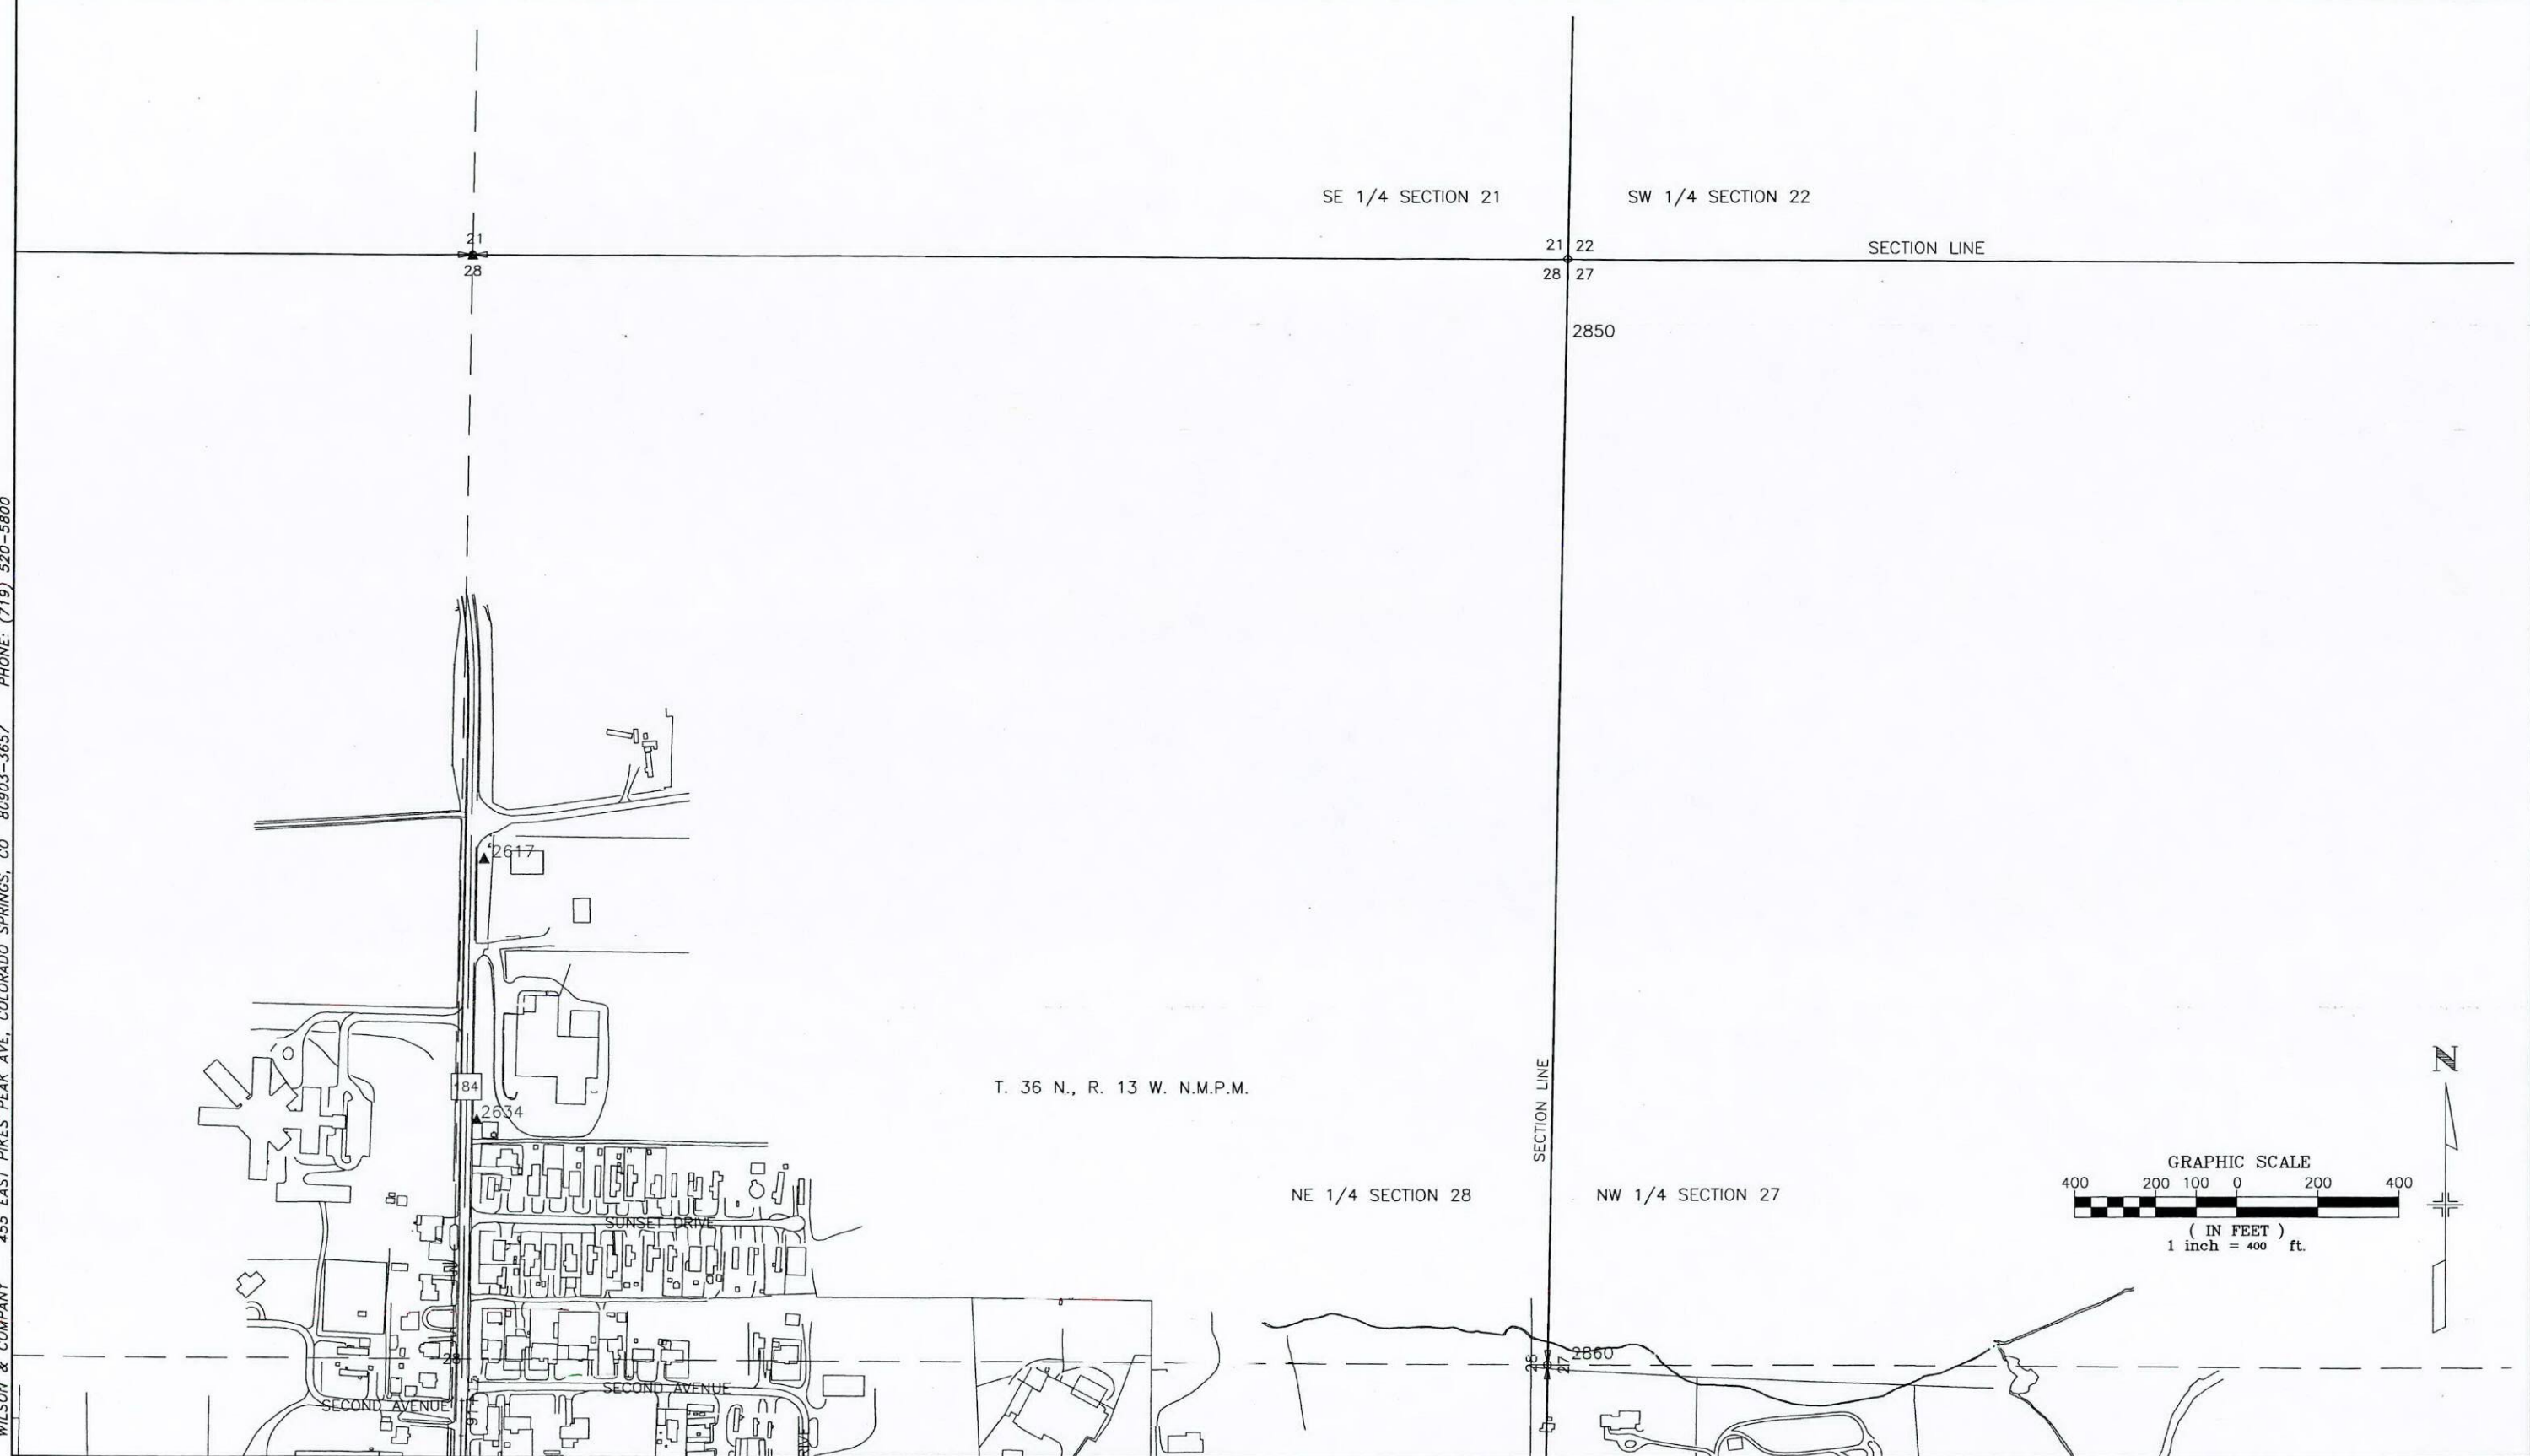 SE 1/4 SECTION 21
SW 1/4 SECTION 22
21
28
21 22
28 27
SECTION LINE
2850
WILSON & COMPANY 455 EAST PIKES PEAK AVE, COLORADO SPRINGS, CO 80903-3657 PHONE: (719) 520-5800
2617
184
2634
T. 36 N., R. 13 W. N.M.P.M.
SECTION LINE
N
NE 1/4 SECTION 28
NW 1/4 SECTION 27
GRAPHIC SCALE
400 200 100 0 200 400
( IN FEET )
1 inch = 400 ft.
SUNSET DRIVE
28
28
27
2860
SECOND AVENUE
SECOND AVENUE